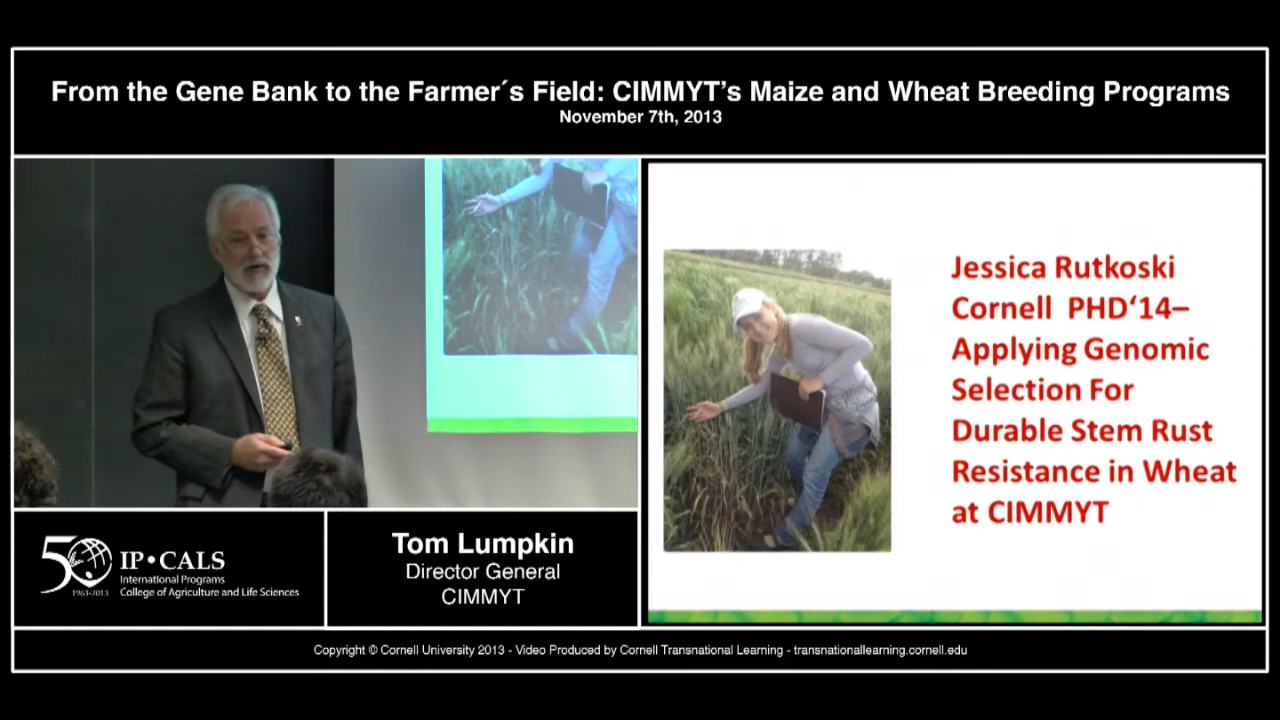 From the Gene Bank to the Farmer´s Field: CIMMYT’s Maize and Wheat Breeding Programs
November 7th, 2013
Jessica Rutkoski
Cornell PHD‘14–
Applying Genomic
Selection For
Durable Stem Rust
Resistance in Wheat
at CIMMYT
50 IP•CALS
1963-2013
International Programs
College of Agriculture and Life Sciences
Tom Lumpkin
Director General
CIMMYT
Copyright © Cornell University 2013 - Video Produced by Cornell Transnational Learning - transnationallearning.cornell.edu